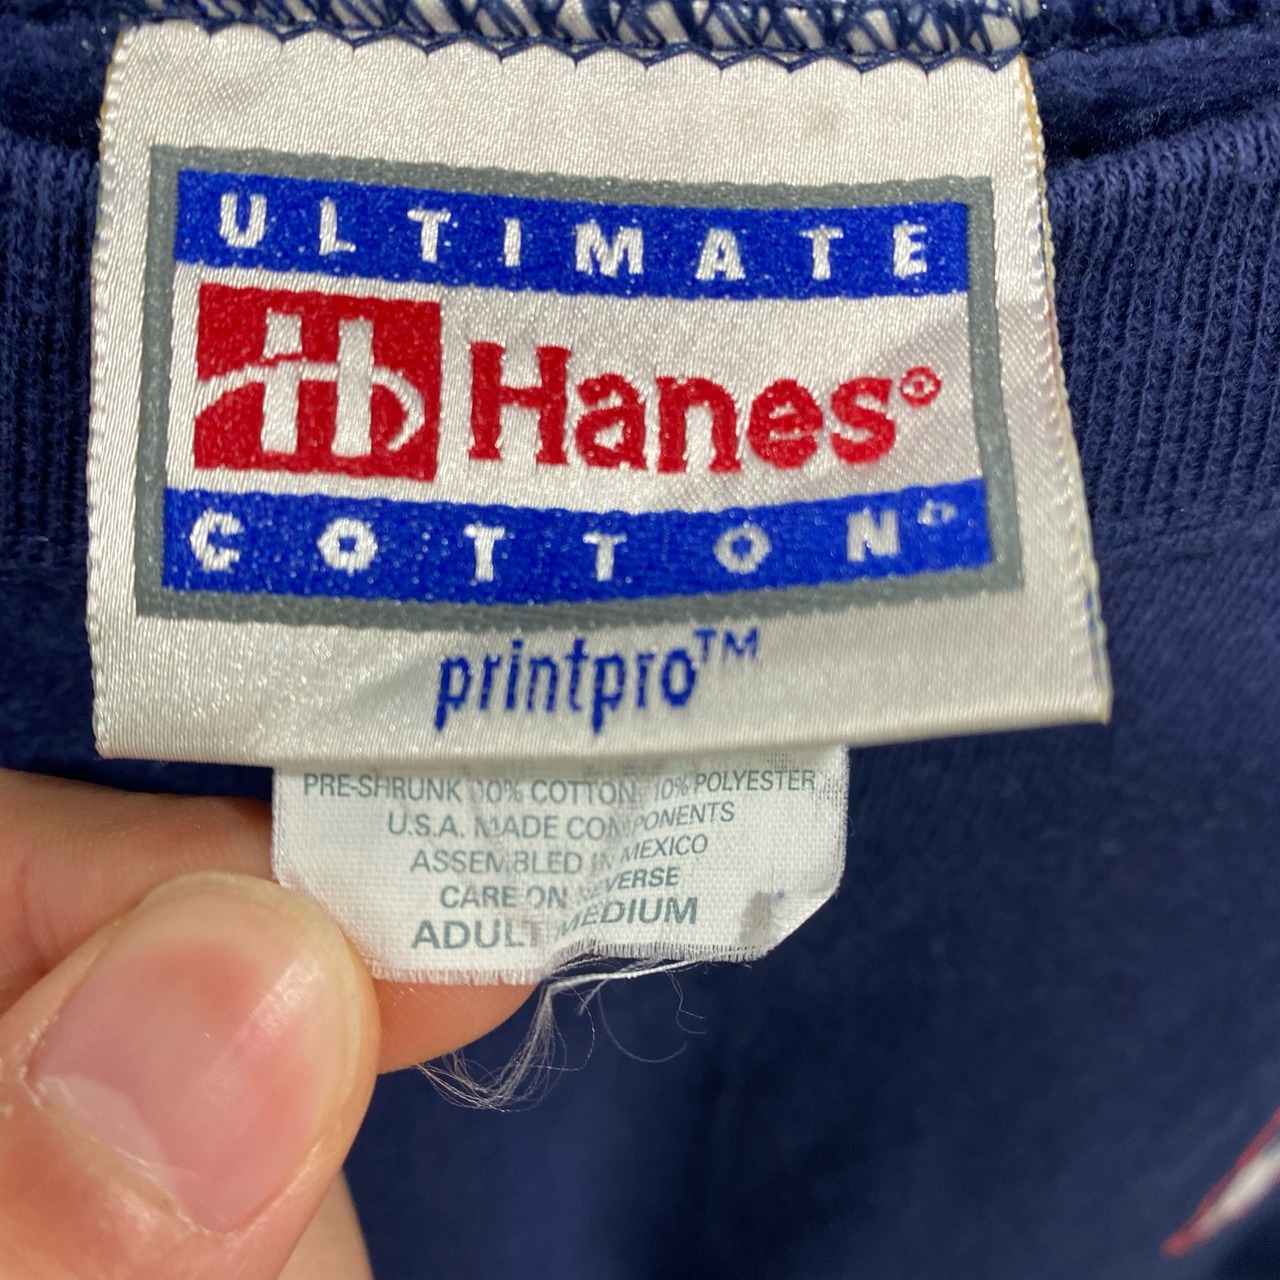 ULTIMATE
Hanes®
COTTON®
printpro™
PRE-SHRUNK 90% COTTON 10% POLYESTER
U.S.A. MADE COMPONENTS
ASSEMBLED IN MEXICO
CARE ON REVERSE
ADULT MEDIUM